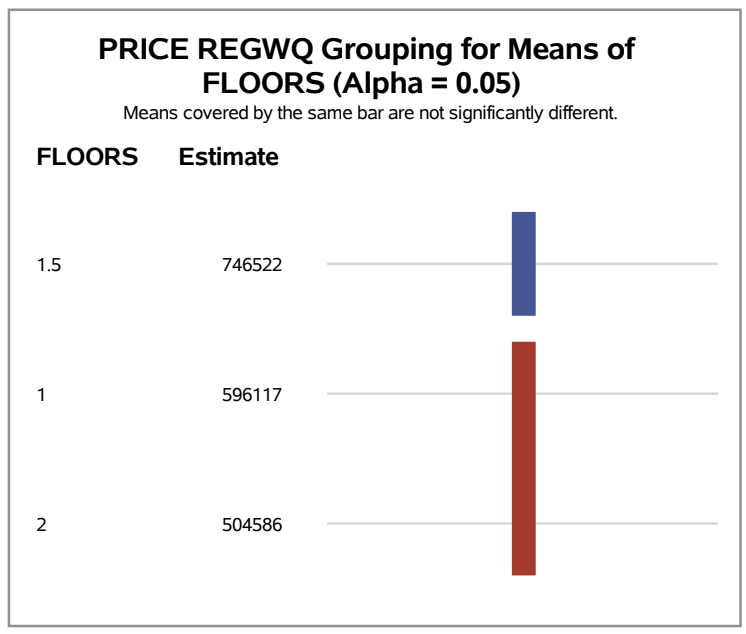 PRICE REGWQ Grouping for Means of
FLOORS (Alpha = 0.05)
Means covered by the same bar are not significantly different.
FLOORS Estimate
1.5 746522
1 596117
2 504586